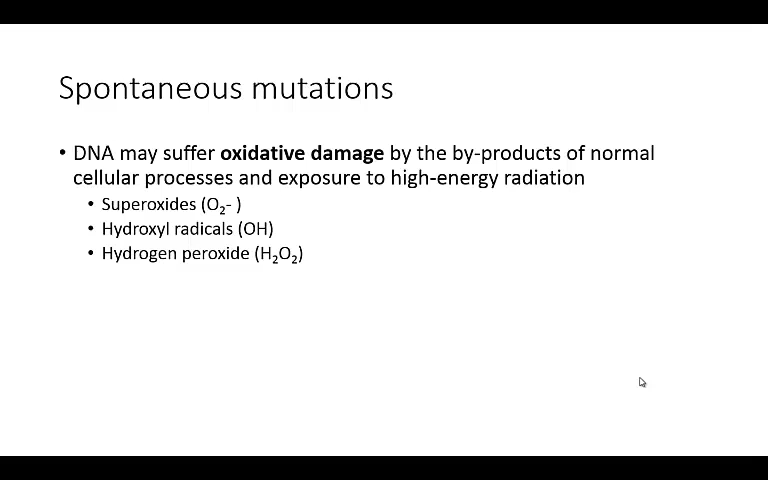 Spontaneous mutations
• DNA may suffer oxidative damage by the by-products of normal
cellular processes and exposure to high-energy radiation
• Superoxides (O₂- )
• Hydroxyl radicals (OH)
• Hydrogen peroxide (H₂O₂)